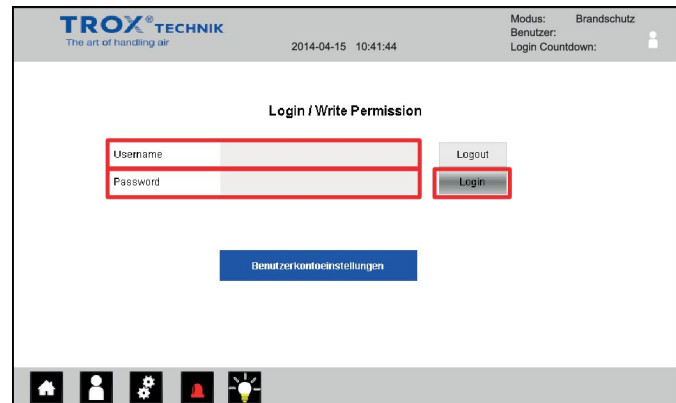 TROX® TECHNIK
The art of handling air
2014-04-15 10:41:44
Modus: Brandschutz
Benutzer:
Login Countdown:
Login / Write Permission
Username
Logout
Password
Login
Benutzerkontoeinstellungen